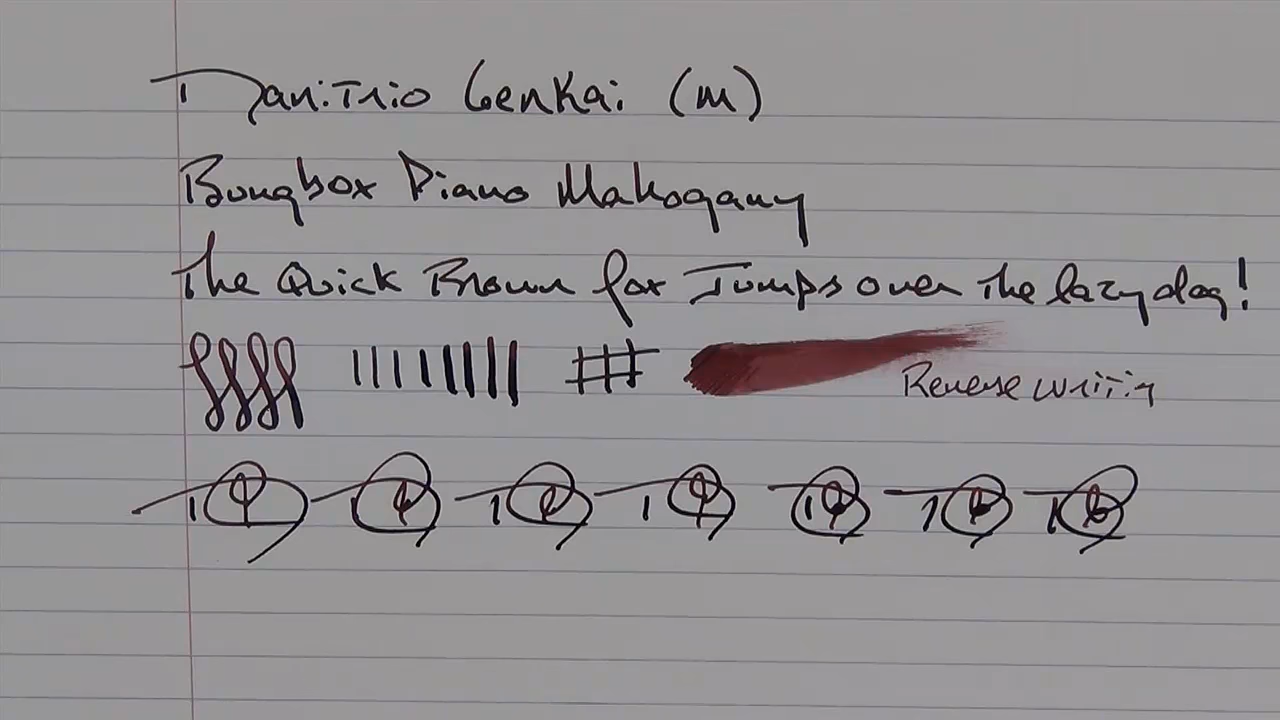 DaniTrio Genkai (M)
Bungbox Piano Mahogany
The Quick Brown fox Jumps over The lazy dog!
Reverse writing